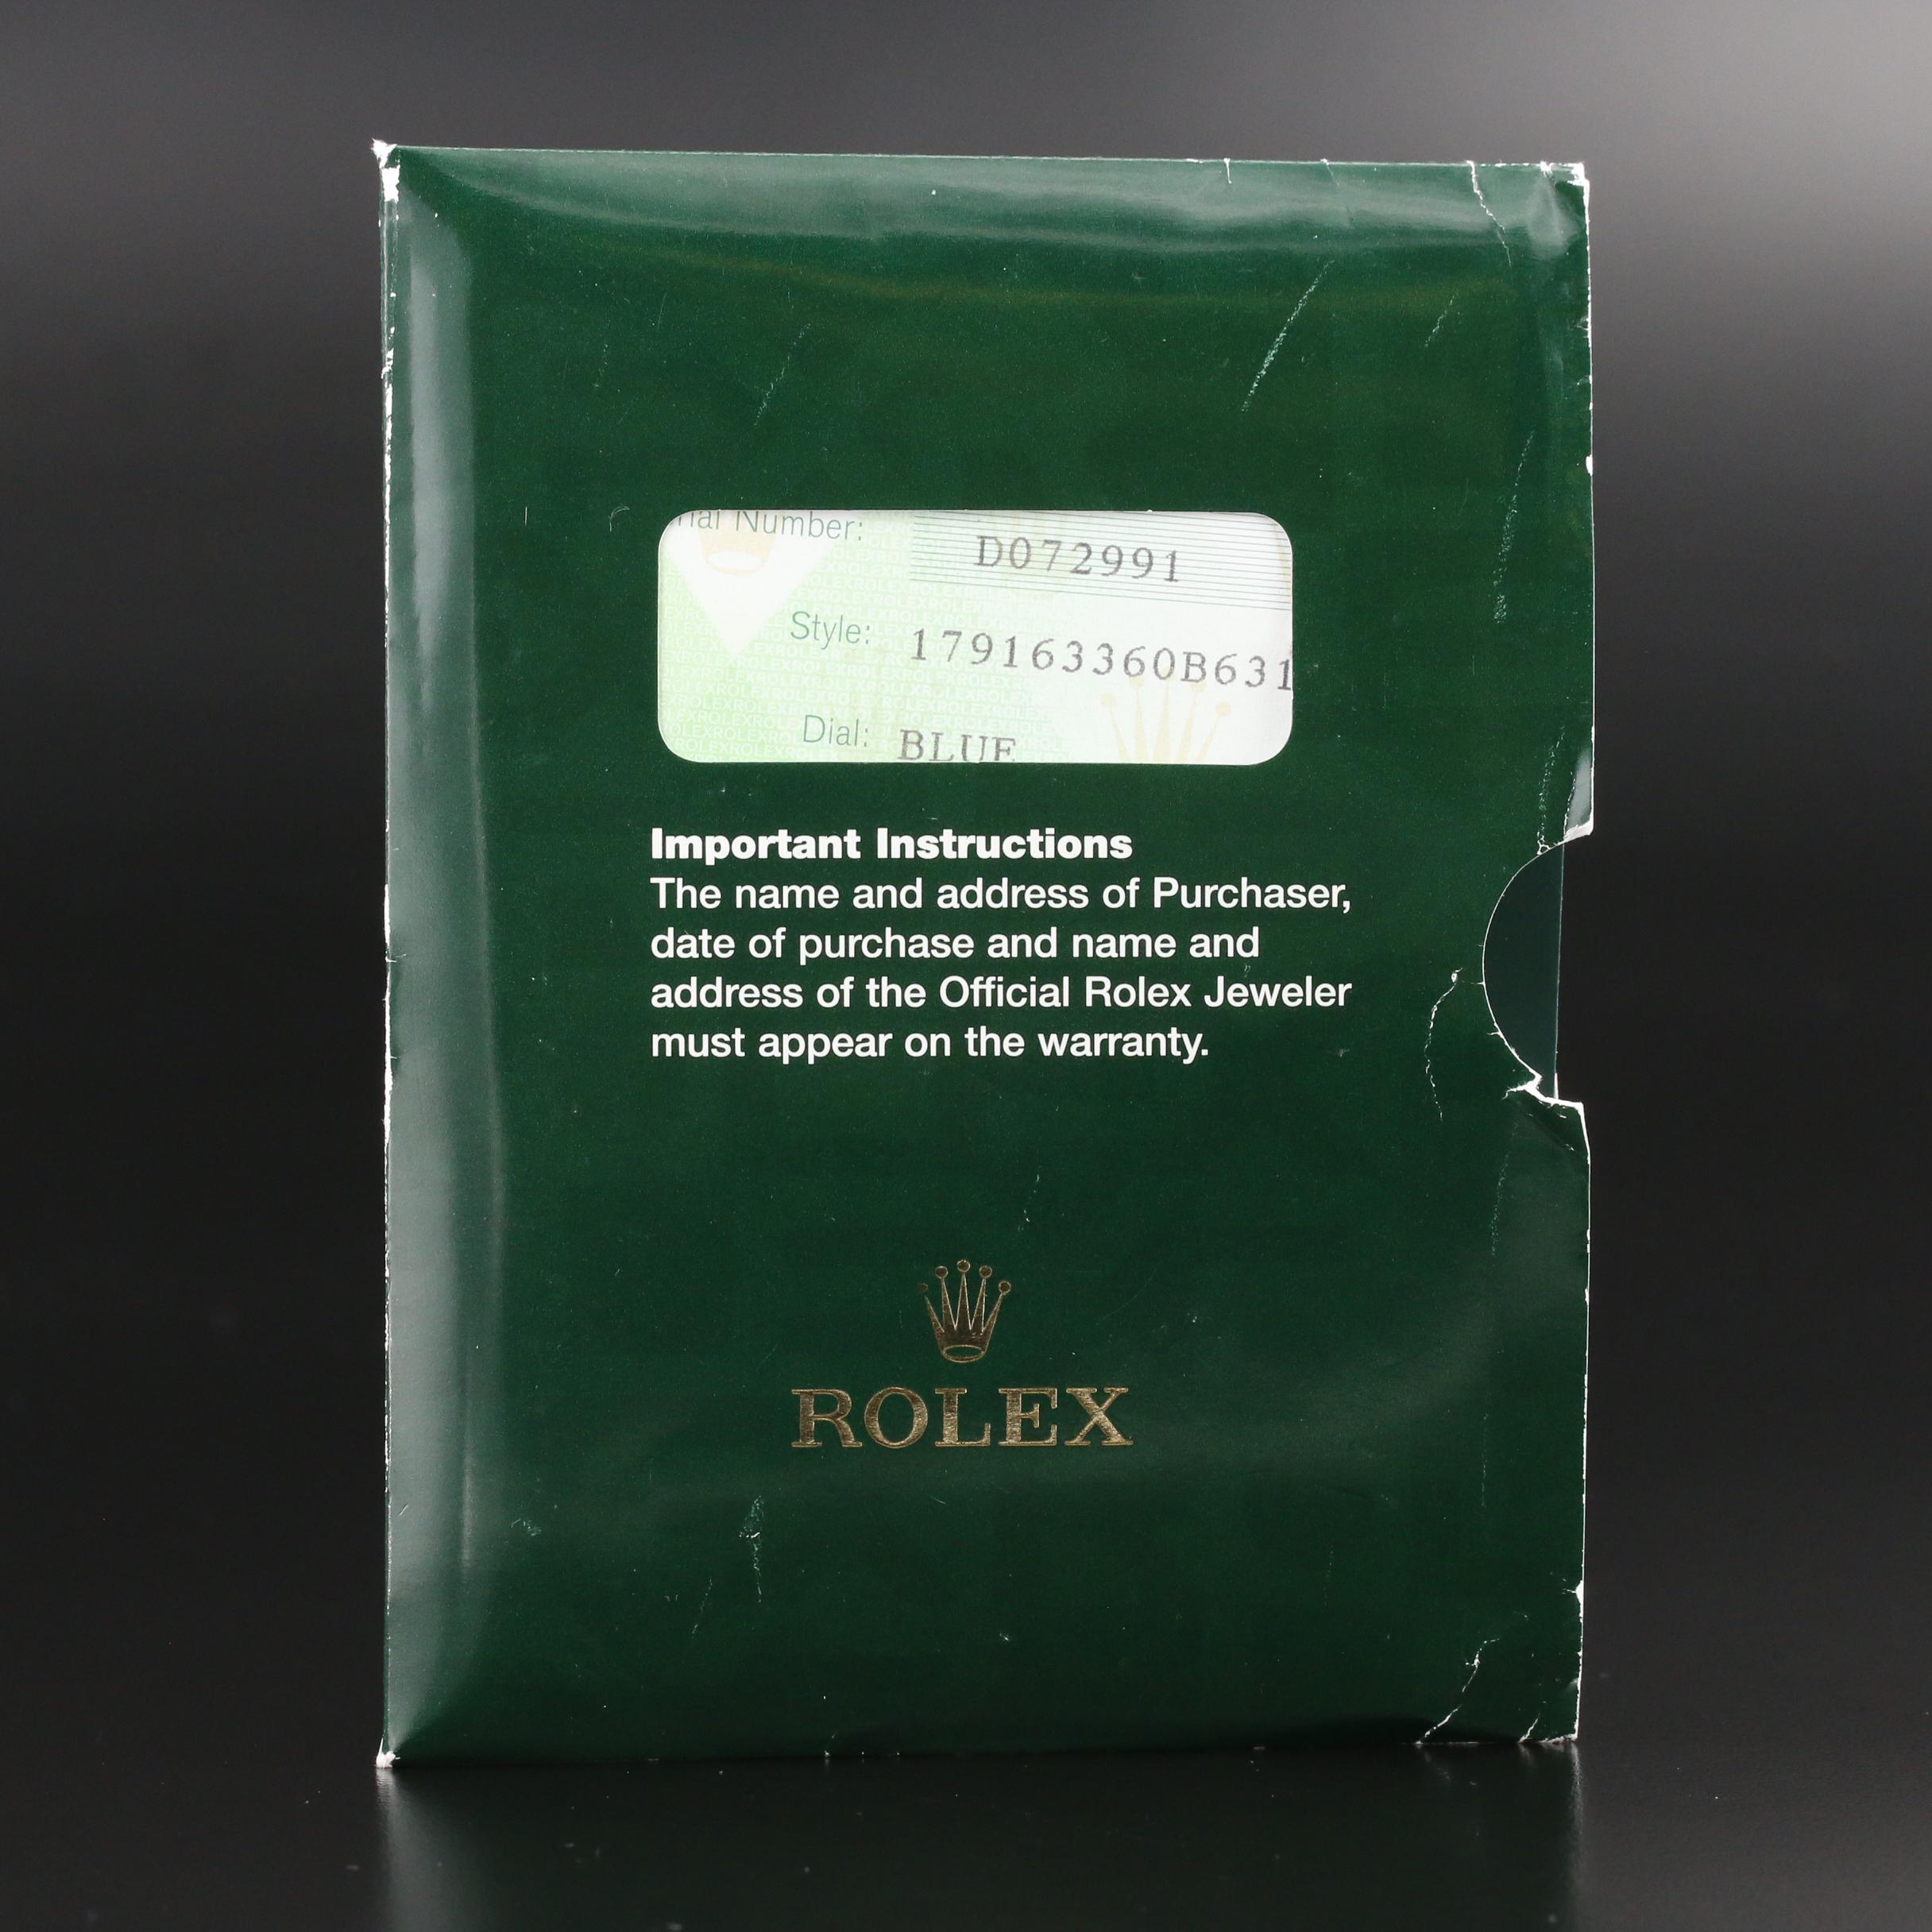 Number: D072991
Style: 179163360B631
Dial: BLUE
Important Instructions
The name and address of Purchaser,
date of purchase and name and
address of the Official Rolex Jeweler
must appear on the warranty.
ROLEX